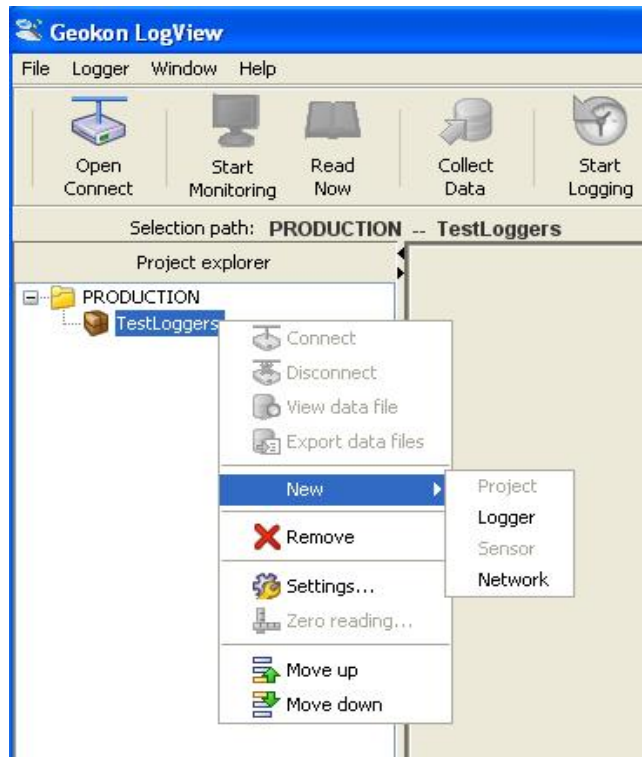 Geokon LogView
File Logger Window Help
Open Connect
Start Monitoring
Read Now
Collect Data
Start Logging
Selection path: PRODUCTION -- TestLoggers
Project explorer
PRODUCTION
TestLoggers
Connect
Disconnect
View data file
Export data files
New
Project
Logger
Sensor
Network
Remove
Settings...
Zero reading...
Move up
Move down